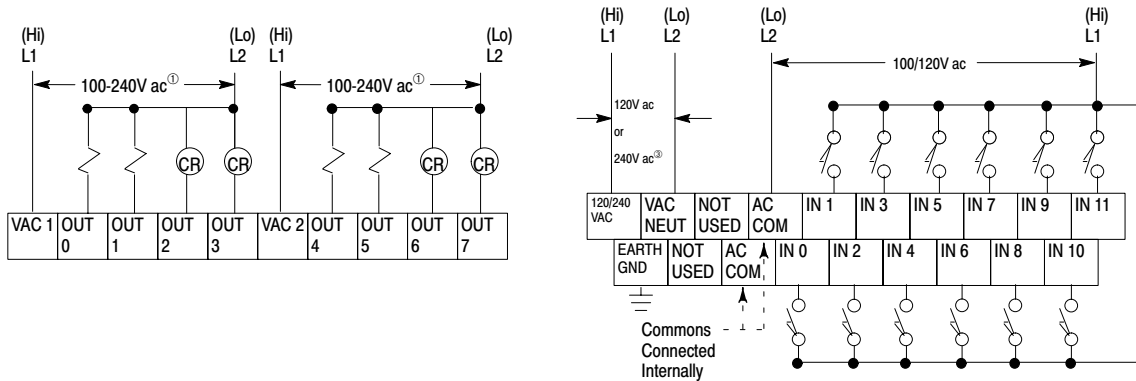 (Hi) (Lo) (Hi) (Lo)
L1 L2 L1 L2
100-240V ac① 100-240V ac①
CR CR CR CR
VAC 1 OUT 0 OUT 1 OUT 2 OUT 3 VAC 2 OUT 4 OUT 5 OUT 6 OUT 7
(Hi) (Lo) (Lo) (Hi)
L1 L2 L2 L1
100/120V ac
120V ac
or
240V ac③
120/240 VAC VAC NEUT NOT USED AC COM IN 1 IN 3 IN 5 IN 7 IN 9 IN 11
EARTH GND NOT USED AC COM IN 0 IN 2 IN 4 IN 6 IN 8 IN 10
Commons
Connected
Internally